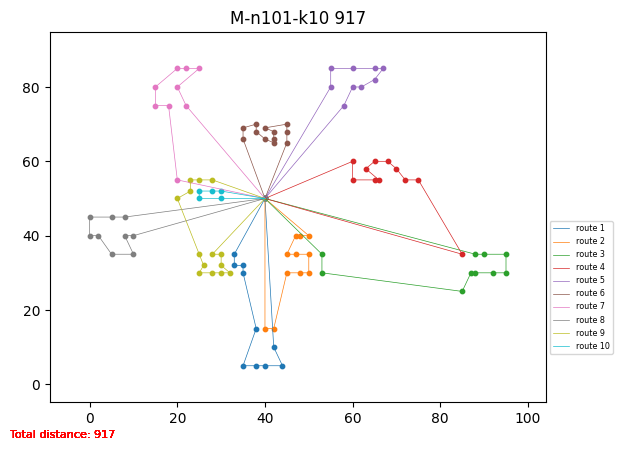 M-n101-k10 917
80
60
40
20
0
0 20 40 60 80 100
route 1
route 2
route 3
route 4
route 5
route 6
route 7
route 8
route 9
route 10
Total distance: 917